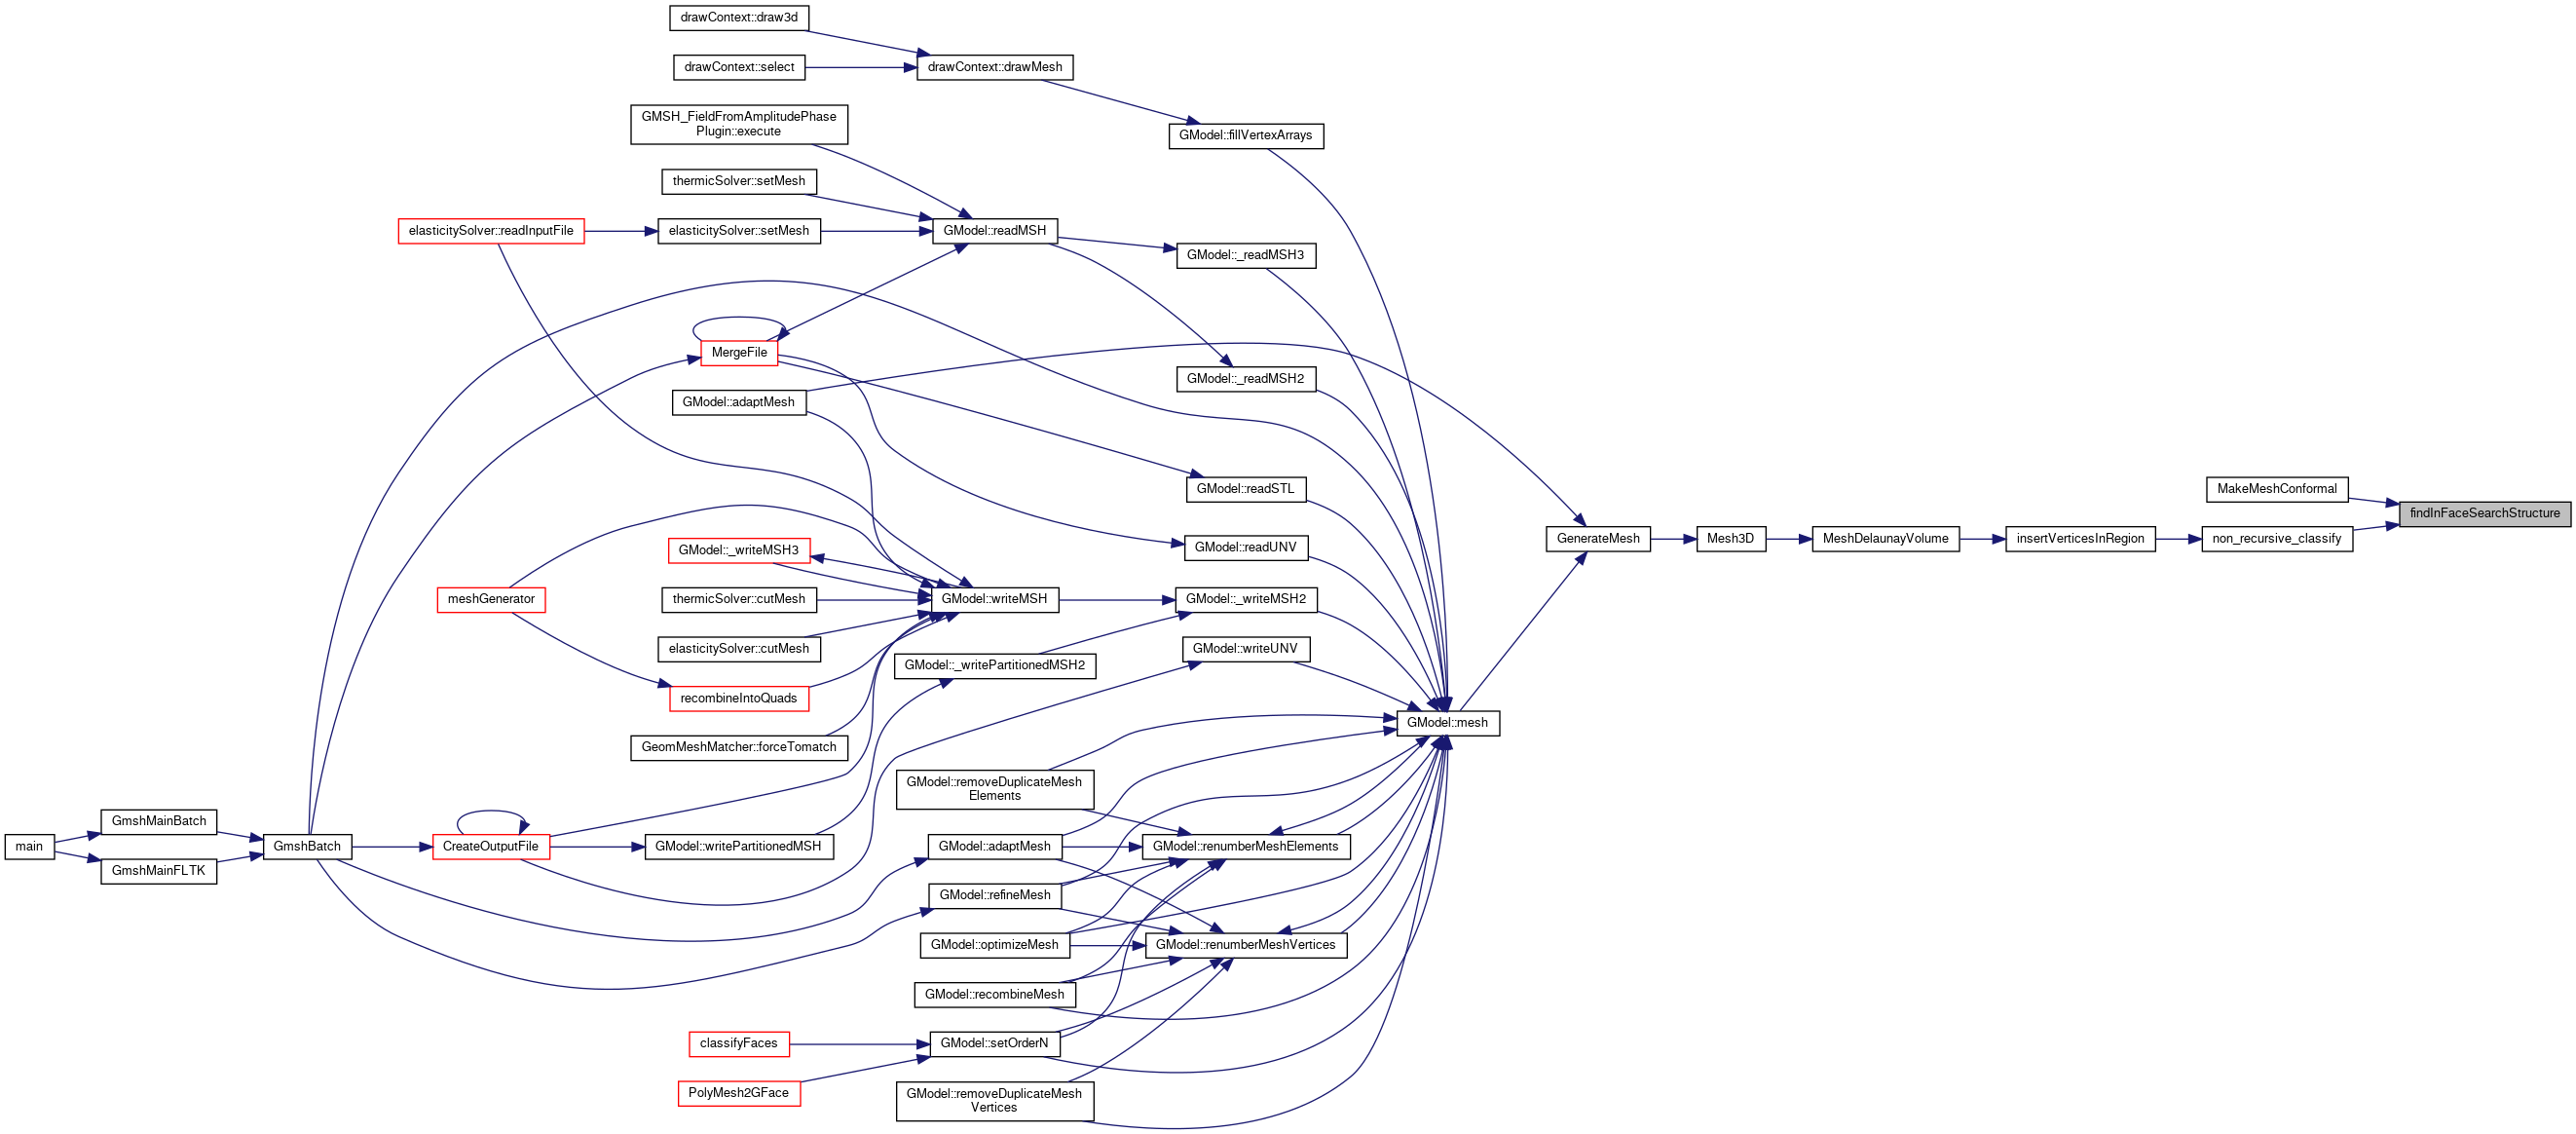 drawContext::draw3d
drawContext::select
drawContext::drawMesh
GMSH_FieldFromAmplitudePhase
Plugin::execute
GModel::fillVertexArrays
thermicSolver::setMesh
elasticitySolver::readInputFile
elasticitySolver::setMesh
GModel::readMSH
GModel::_readMSH3
MergeFile
GModel::_readMSH2
GModel::adaptMesh
GModel::readSTL
MakeMeshConformal
findInFaceSearchStructure
GModel::_writeMSH3
GModel::readUNV
GenerateMesh
Mesh3D
MeshDelaunayVolume
insertVerticesInRegion
non_recursive_classify
meshGenerator
thermicSolver::cutMesh
GModel::writeMSH
GModel::_writeMSH2
elasticitySolver::cutMesh
GModel::_writePartitionedMSH2
GModel::writeUNV
recombineIntoQuads
GeomMeshMatcher::forceTomatch
GModel::mesh
GModel::removeDuplicateMesh
Elements
GmshMainBatch
main
GmshBatch
CreateOutputFile
GModel::writePartitionedMSH
GModel::adaptMesh
GModel::renumberMeshElements
GmshMainFLTK
GModel::refineMesh
GModel::optimizeMesh
GModel::renumberMeshVertices
GModel::recombineMesh
classifyFaces
GModel::setOrderN
PolyMesh2GFace
GModel::removeDuplicateMesh
Vertices